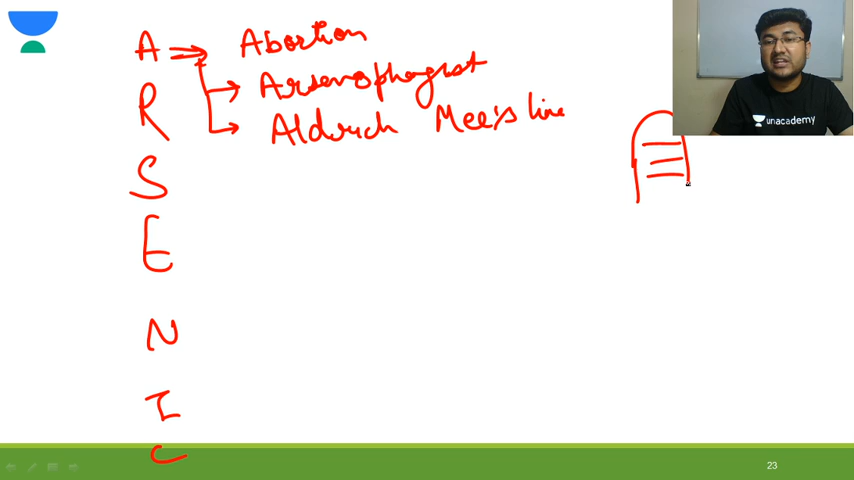 A ⇒ Abortion
→ Arsenophagist
→ Aldrich Mee's line
R
S
E
N
I
C
unacademy
23